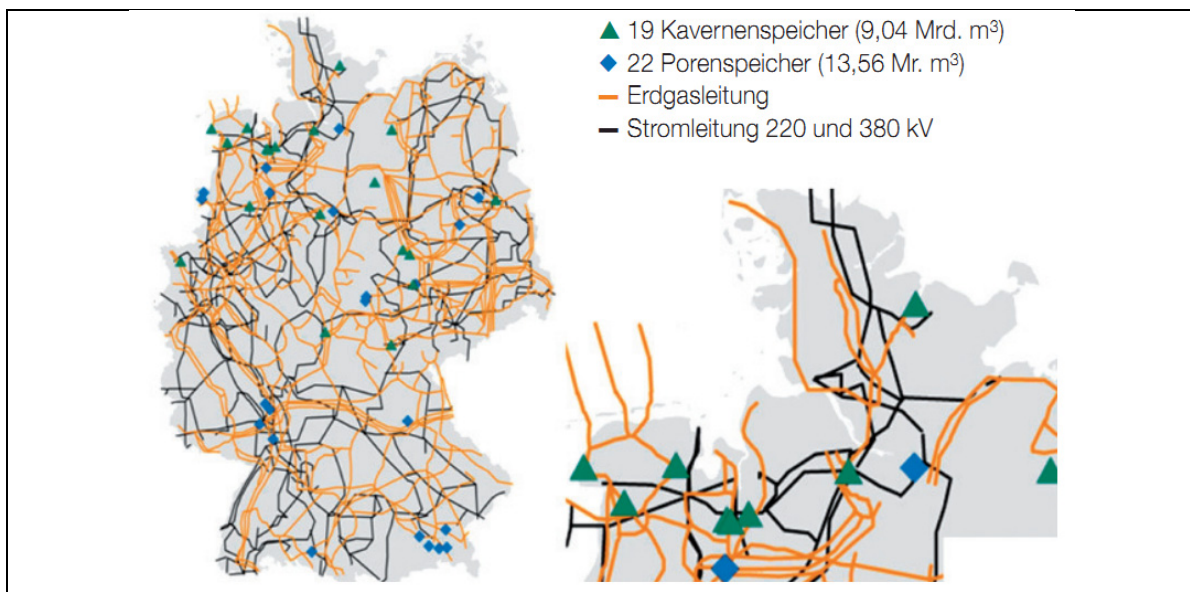 19 Kavernenspeicher (9,04 Mrd. m³)
22 Porenspeicher (13,56 Mr. m³)
Erdgasleitung
Stromleitung 220 und 380 kV